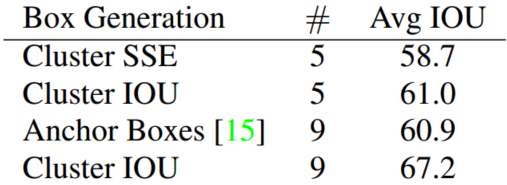 Box Generation # Avg IOU
Cluster SSE 5 58.7
Cluster IOU 5 61.0
Anchor Boxes [15] 9 60.9
Cluster IOU 9 67.2